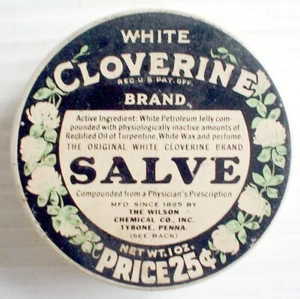 WHITE
CLOVERINE
REG. U.S. PAT. OFF.
BRAND
Active Ingredient: White Petroleum Jelly com-
pounded with physiologically inactive amounts of
Rectified Oil of Turpentine, White Wax and perfume.
THE ORIGINAL WHITE CLOVERINE BRAND
SALVE
Compounded from a Physician's Prescription.
MFD. SINCE 1895 BY
THE WILSON
CHEMICAL CO., INC.
TYRONE, PENNA.
(SEE BACK)
NET WT. 1 OZ.
PRICE 25¢